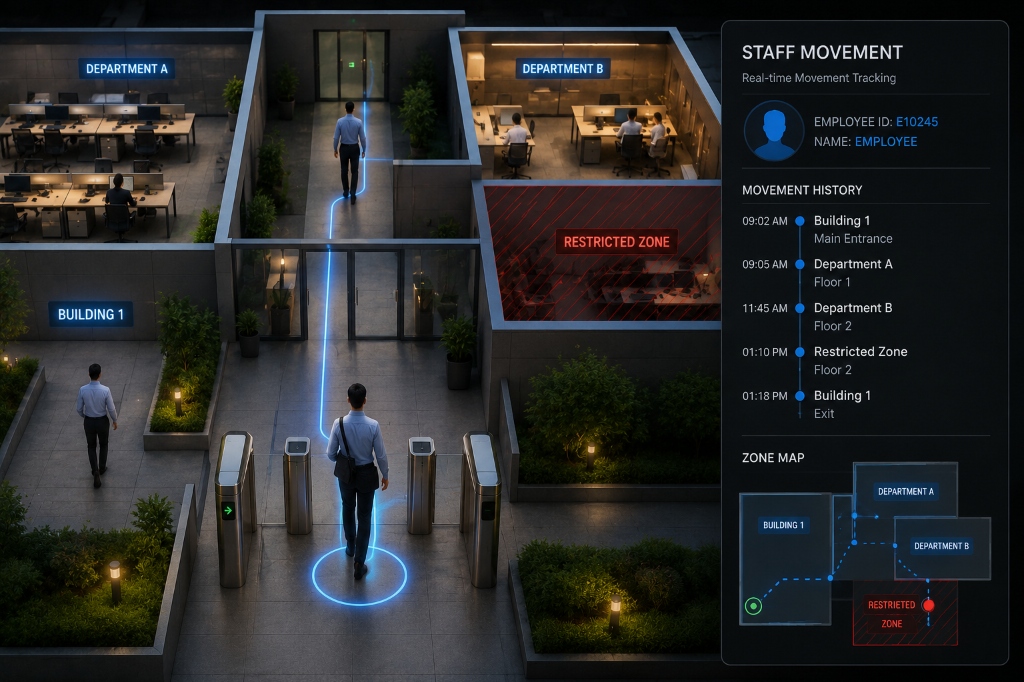 DEPARTMENT A
DEPARTMENT B
RESTRICTED ZONE
BUILDING 1
STAFF MOVEMENT
Real-time Movement Tracking
EMPLOYEE ID: E10245
NAME: EMPLOYEE
MOVEMENT HISTORY
09:02 AM Building 1
Main Entrance
09:05 AM Department A
Floor 1
11:45 AM Department B
Floor 2
01:10 PM Restricted Zone
Floor 2
01:18 PM Building 1
Exit
ZONE MAP
DEPARTMENT A
BUILDING 1
DEPARTMENT B
RESTRIETED
ZONE